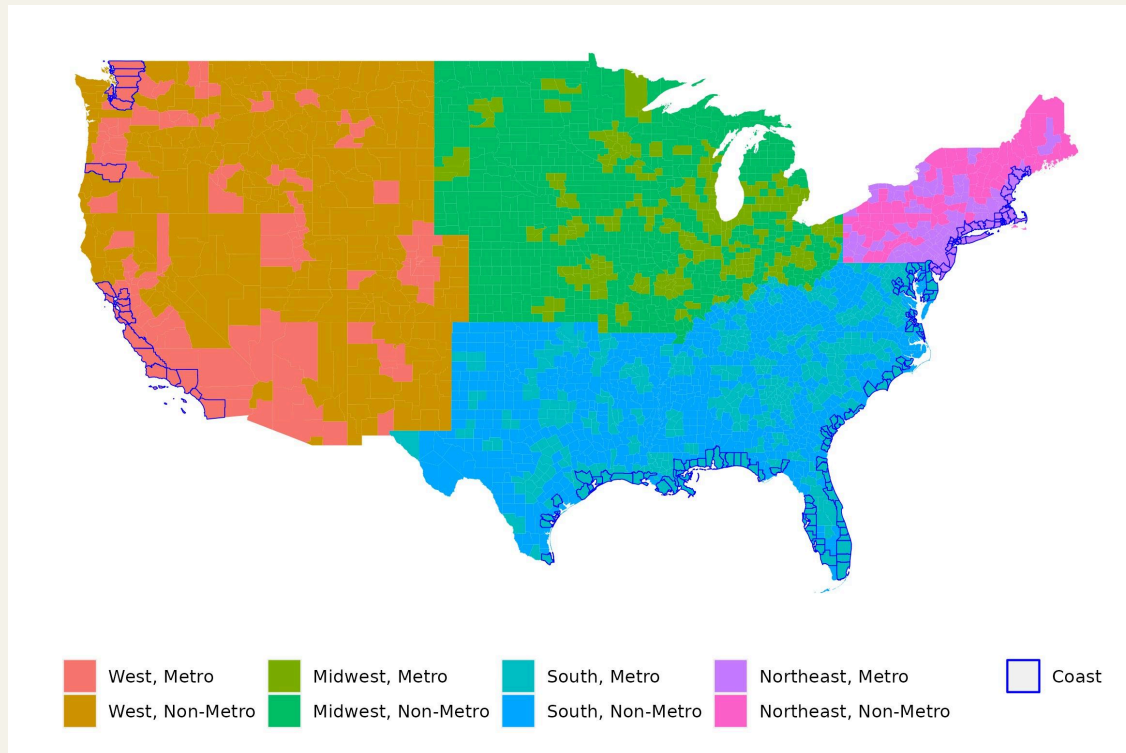 West, Metro
West, Non-Metro
Midwest, Metro
Midwest, Non-Metro
South, Metro
South, Non-Metro
Northeast, Metro
Northeast, Non-Metro
Coast